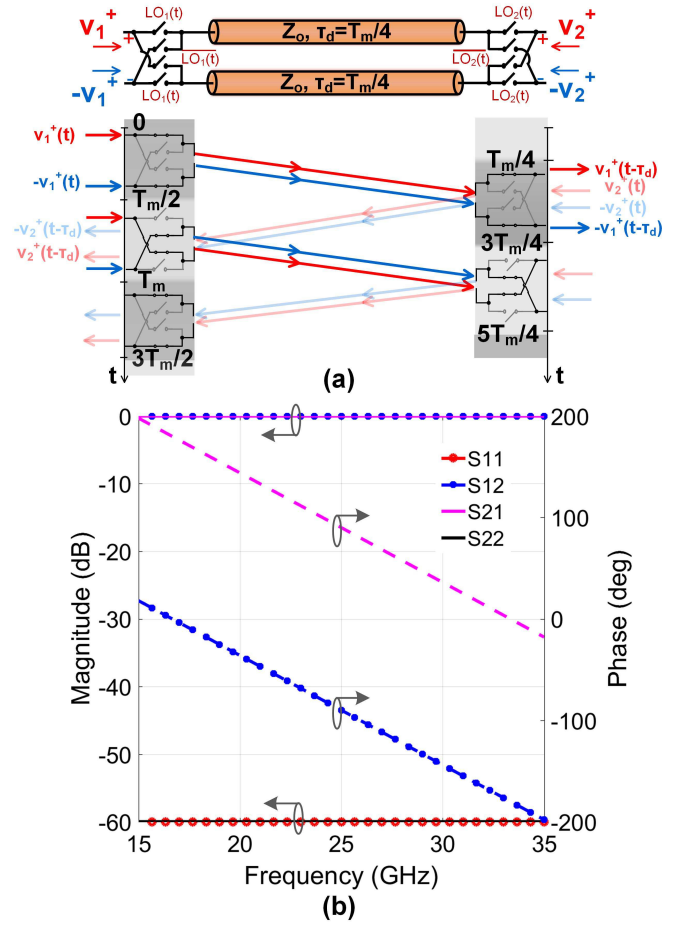 LO₁(t) LO₂(t)
v₁⁺ + Zₒ, τd=Tm/4 + v₂⁺
LO₁(t) LO₂(t)
-v₁⁺ - Zₒ, τd=Tm/4 - -v₂⁺
LO₁(t) LO₂(t)
0
v₁⁺(t) Tm/4 v₁⁺(t-τd)
v₂⁺(t)
-v₁⁺(t) -v₂⁺(t)
Tm/2 3Tm/4 -v₁⁺(t-τd)
-v₂⁺(t-τd)
v₂⁺(t-τd)
Tm
5Tm/4
3Tm/2
t (a) t
0 200
-10 S11
S12
-20 100
S21
S22
-30 0
-40 -100
-50
-60 -200
Magnitude (dB)
Phase (deg)
15 20 25 30 35
Frequency (GHz)
(b)